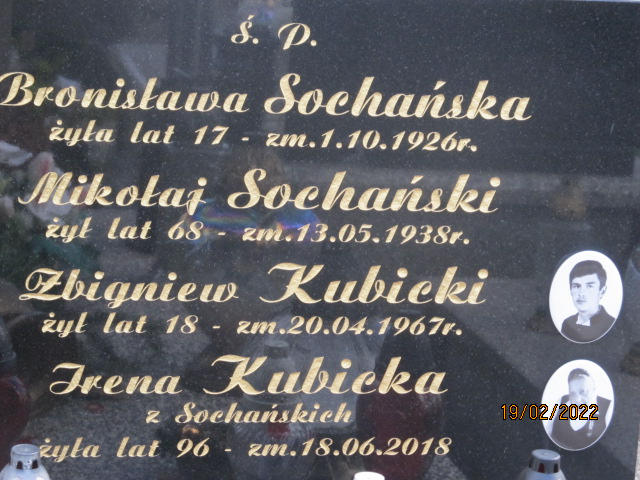 Ś. P.
Bronisława Sochańska
żyła lat 17 - zm.1.10.1926r.
Mikołaj Sochański
żył lat 68 - zm.13.05.1938r.
Zbigniew Kubicki
żył lat 18 - zm.20.04.1967r.
Irena Kubicka
z Sochańskich
żyła lat 96 - zm.18.06.2018
19/02/2022